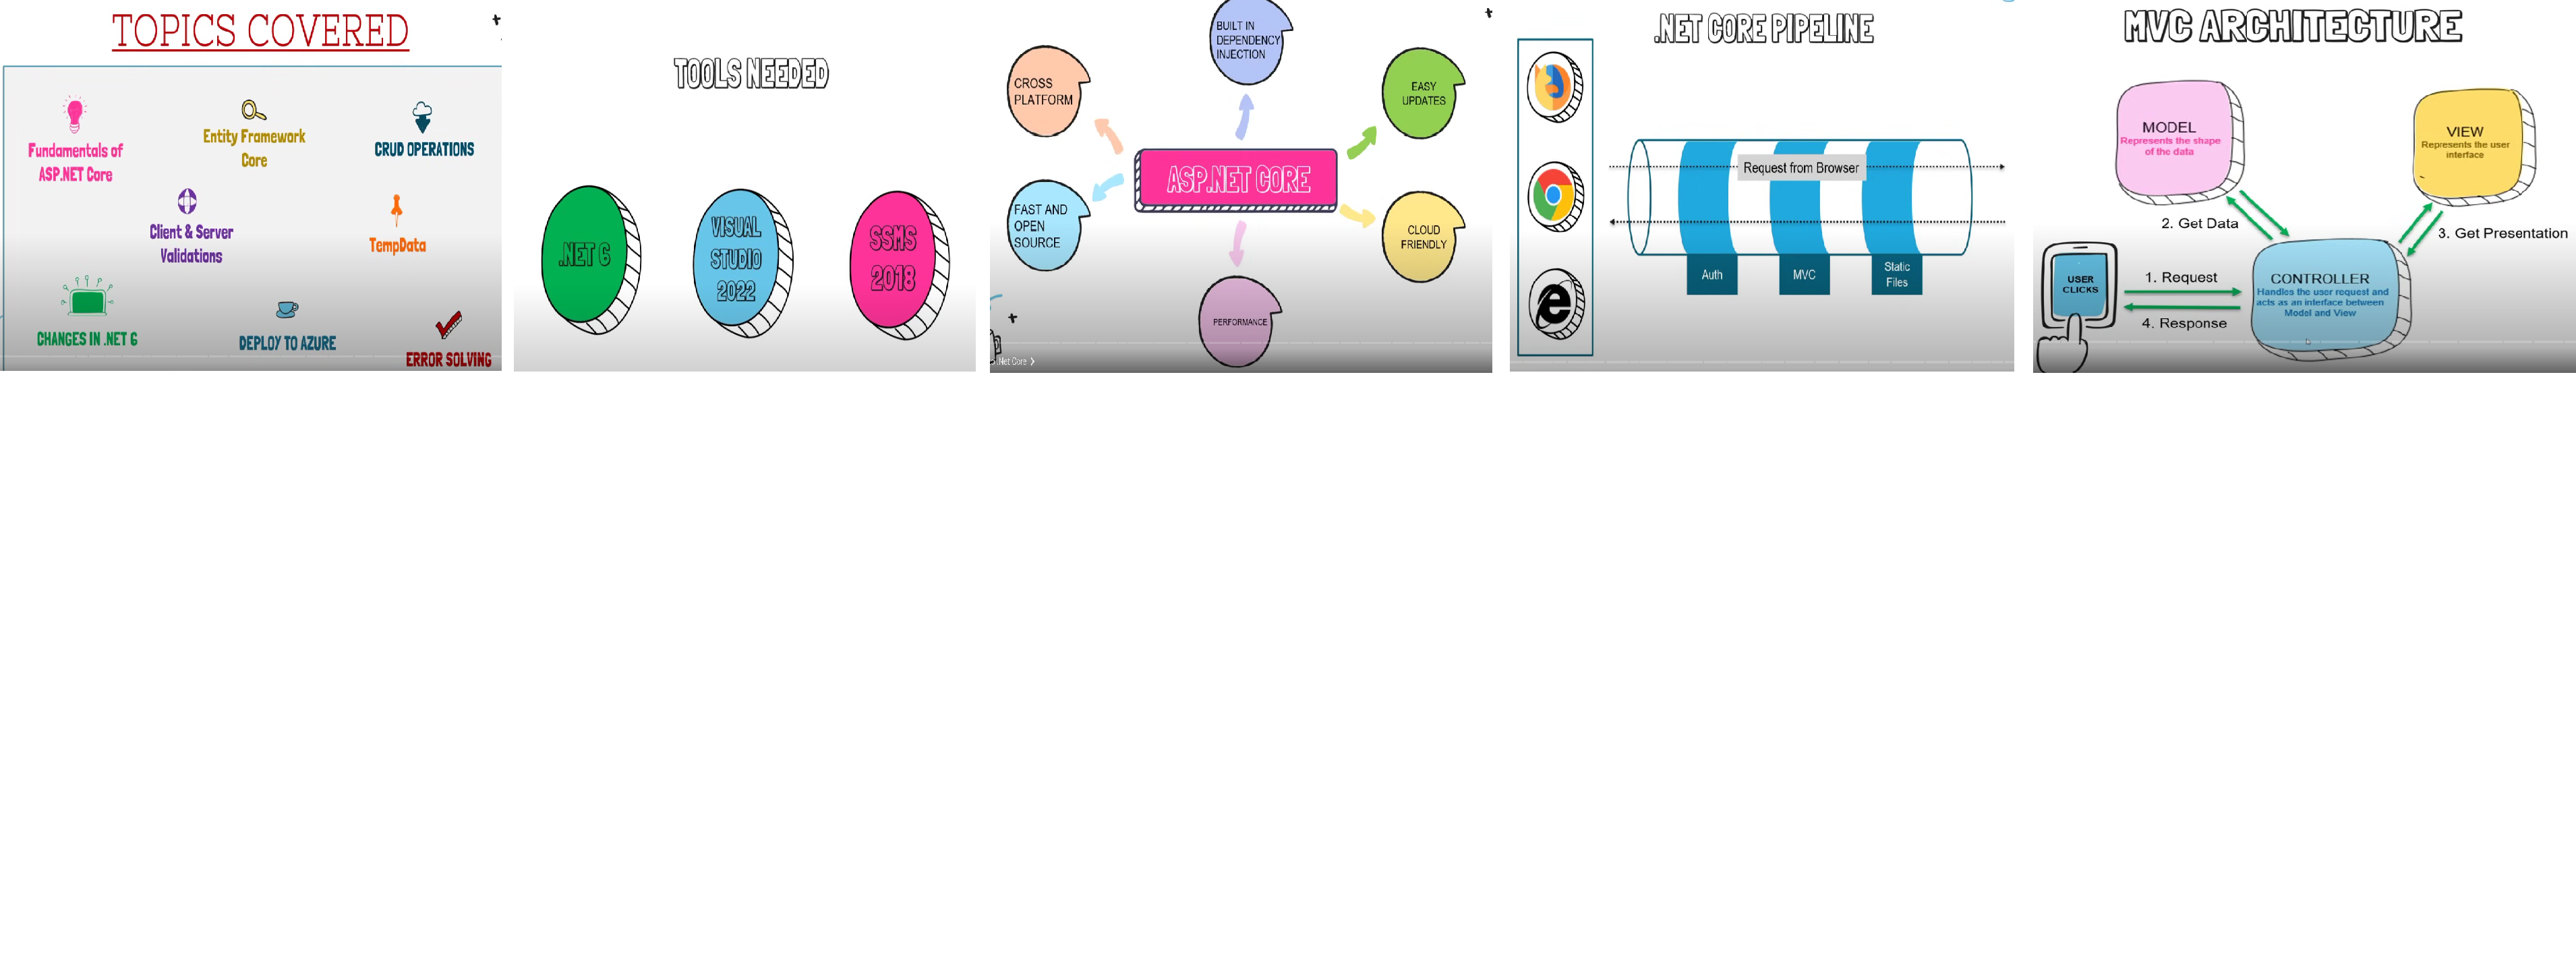 TOPICS COVERED
Fundamentals of
ASP.NET Core
Entity Framework
Core
CRUD OPERATIONS
Client & Server
Validations
TempData
CHANGES IN .NET 6
DEPLOY TO AZURE
ERROR SOLVING
TOOLS NEEDED
.NET 6
VISUAL
STUDIO
2022
SSMS
2018
BUILT IN
DEPENDENCY
INJECTION
CROSS
PLATFORM
EASY
UPDATES
ASP.NET CORE
FAST AND
OPEN
SOURCE
CLOUD
FRIENDLY
PERFORMANCE
.Net Core >
.NET CORE PIPELINE
Request from Browser
Auth
MVC
Static
Files
MVC ARCHITECTURE
MODEL
Represents the shape
of the data
VIEW
Represents the user
interface
2. Get Data
3. Get Presentation
USER
CLICKS
1. Request
4. Response
CONTROLLER
Handles the user request and
acts as an interface between
Model and View